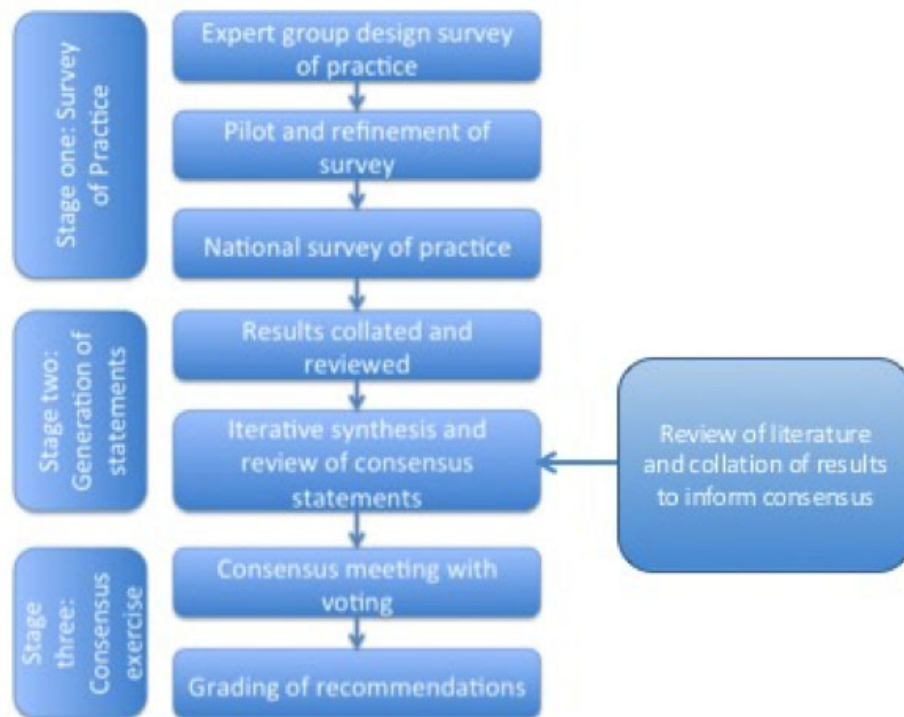 Stage one: Survey
of Practice
Expert group design survey
of practice
Pilot and refinement of
survey
National survey of practice
Stage two:
Generation of
statements
Results collated and
reviewed
Iterative synthesis and
review of consensus
statements
Review of literature
and collation of results
to inform consensus
Stage
three:
Consensus
exercise
Consensus meeting with
voting
Grading of recommendations